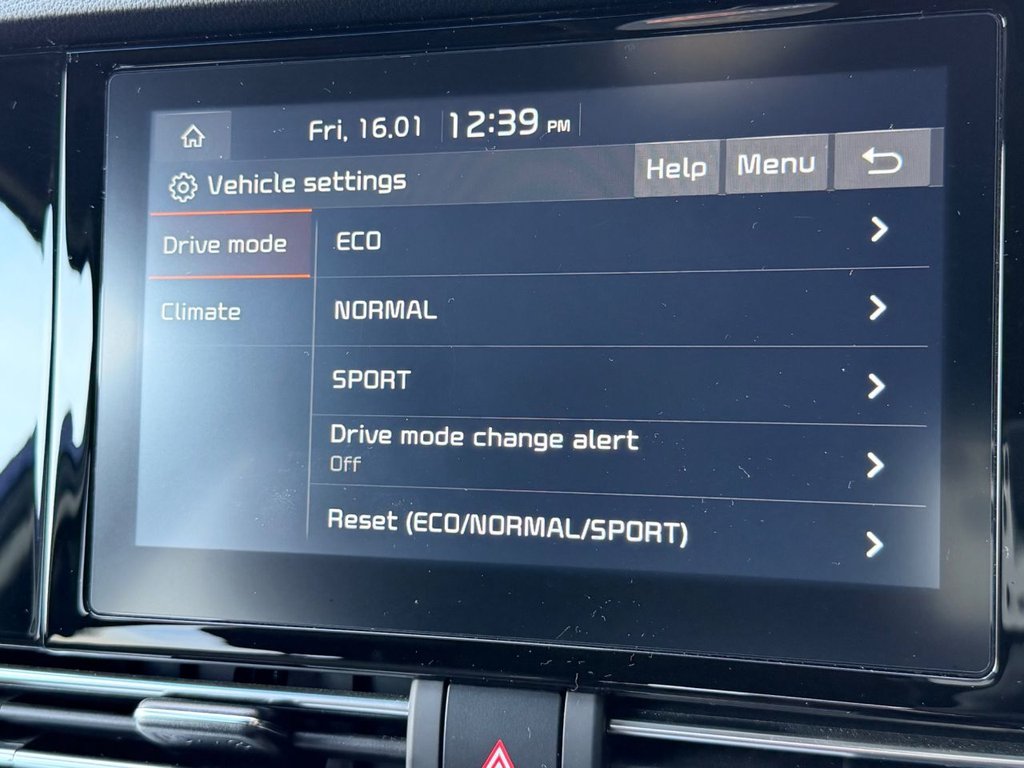 Fri, 16.01 12:39 PM
Vehicle settings Help Menu
Drive mode
Climate
ECO
NORMAL
SPORT
Drive mode change alert
Off
Reset (ECO/NORMAL/SPORT)